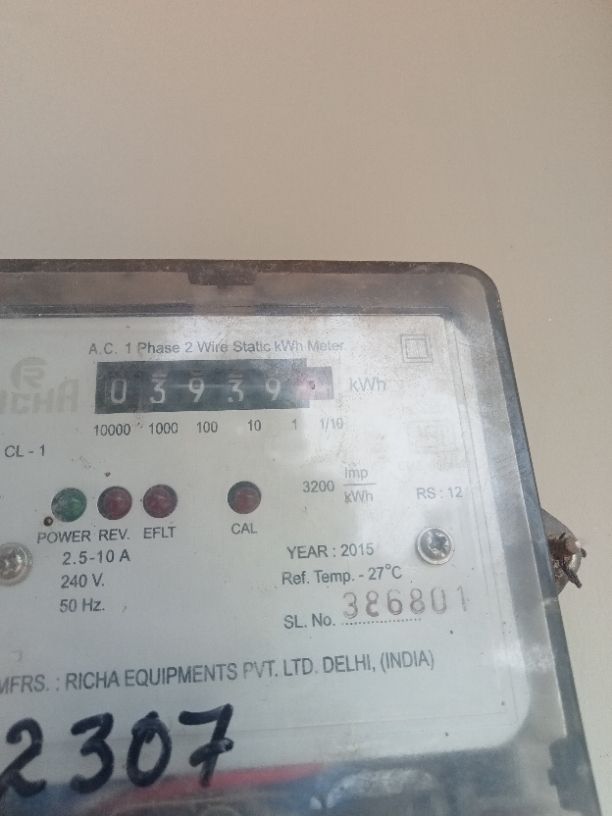 A.C. 1 Phase 2 Wire Static kWh Meter
RICHA
03939 kWh
10000 1000 100 10 1 1/10
CL - 1
3200 imp/kWh
RS : 12
POWER REV. EFLT CAL
2.5-10 A
240 V.
50 Hz.
YEAR : 2015
Ref. Temp. - 27°C
SL. No. 386801
MFRS. : RICHA EQUIPMENTS PVT. LTD. DELHI, (INDIA)
2307